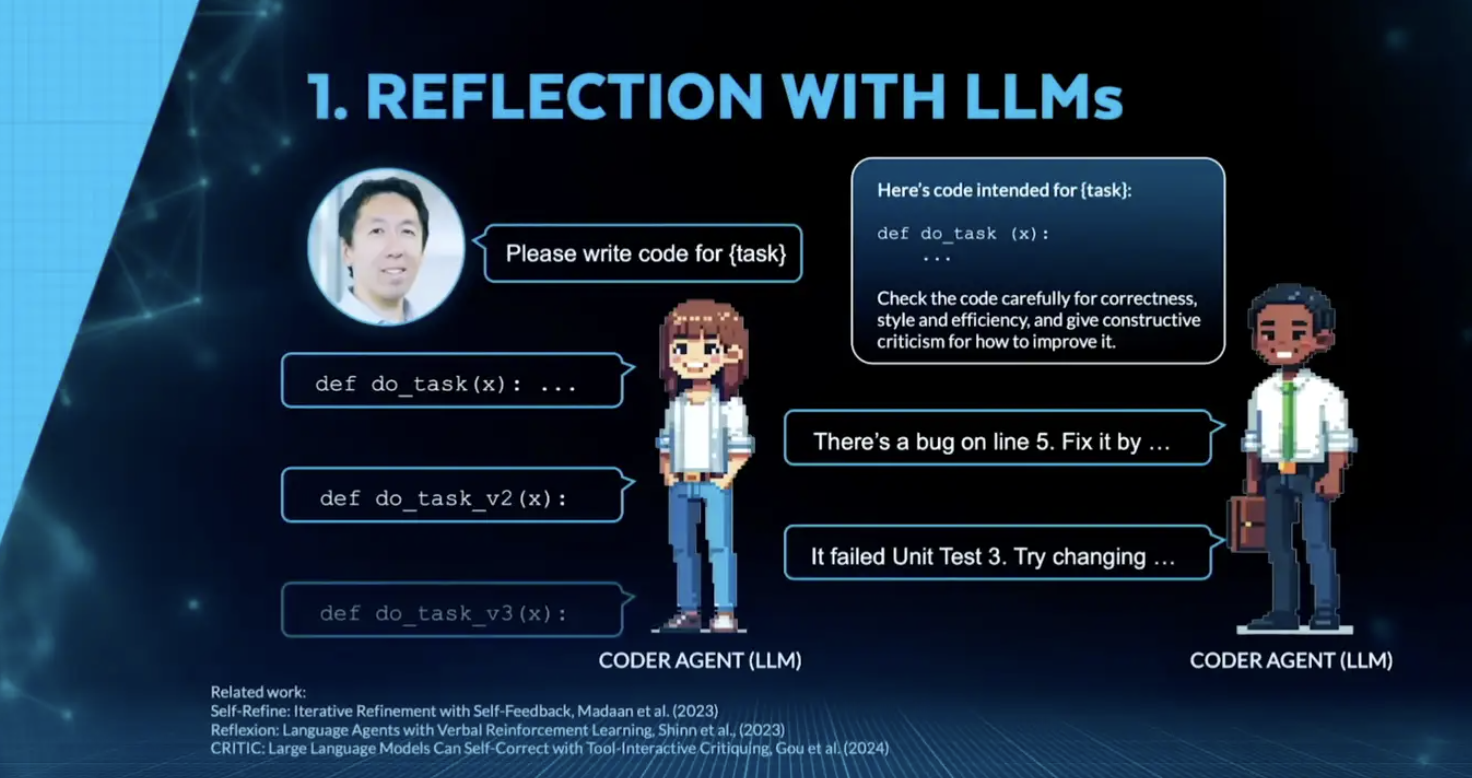 1. REFLECTION WITH LLMs
Please write code for {task}
Here's code intended for {task}:
def do_task (x):
...
Check the code carefully for correctness,
style and efficiency, and give constructive
criticism for how to improve it.
def do_task(x): ...
There's a bug on line 5. Fix it by ...
def do_task_v2(x):
It failed Unit Test 3. Try changing ...
def do_task_v3(x):
CODER AGENT (LLM)
CODER AGENT (LLM)
Related work:
Self-Refine: Iterative Refinement with Self-Feedback, Madaan et al. (2023)
Reflexion: Language Agents with Verbal Reinforcement Learning, Shinn et al., (2023)
CRITIC: Large Language Models Can Self-Correct with Tool-Interactive Critiquing, Gou et al. (2024)